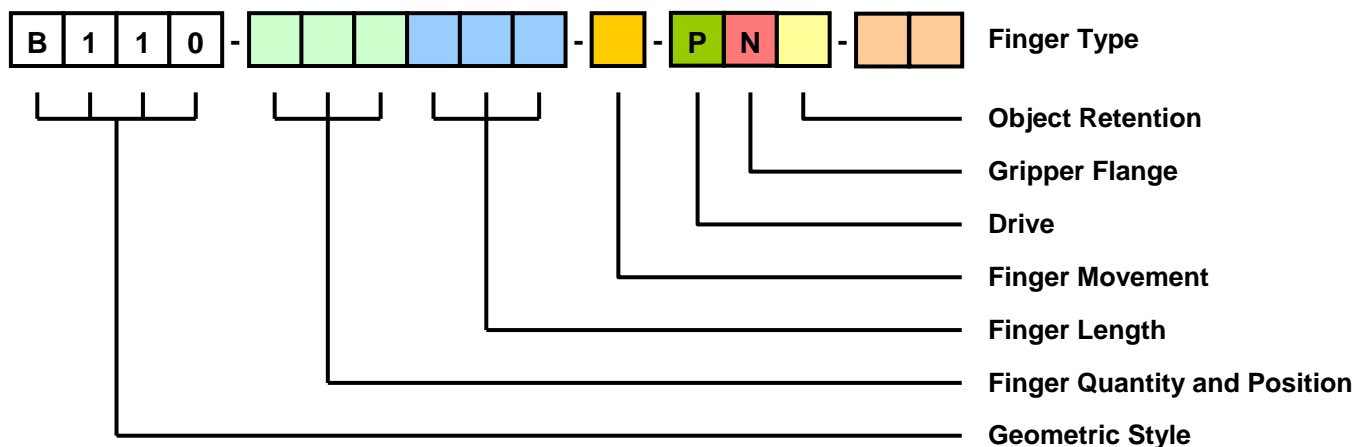 B 1 1 0 - - - P N - Finger Type
Object Retention
Gripper Flange
Drive
Finger Movement
Finger Length
Finger Quantity and Position
Geometric Style